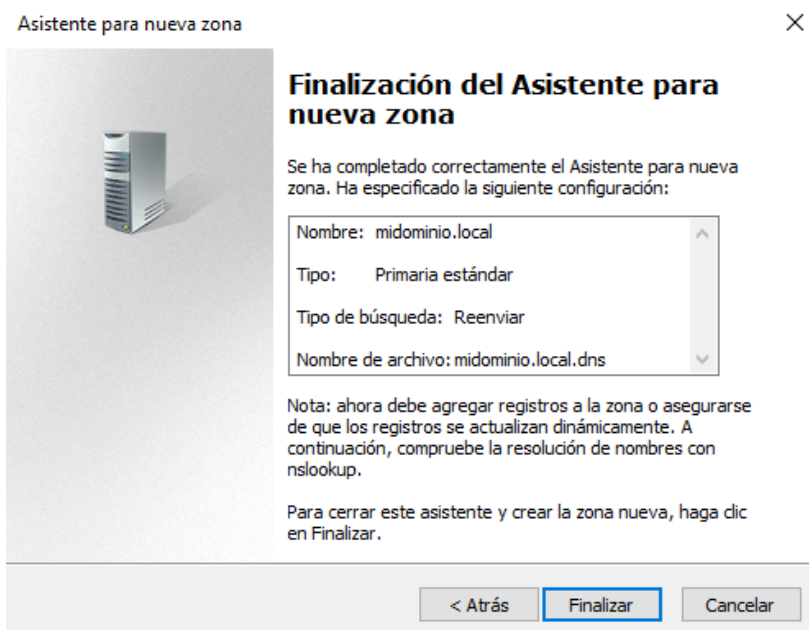 Asistente para nueva zona
Finalización del Asistente para
nueva zona
Se ha completado correctamente el Asistente para nueva
zona. Ha especificado la siguiente configuración:
Nombre: midominio.local
Tipo: Primaria estándar
Tipo de búsqueda: Reenviar
Nombre de archivo: midominio.local.dns
Nota: ahora debe agregar registros a la zona o asegurarse
de que los registros se actualizan dinámicamente. A
continuación, compruebe la resolución de nombres con
nslookup.
Para cerrar este asistente y crear la zona nueva, haga clic
en Finalizar.
< Atrás Finalizar Cancelar